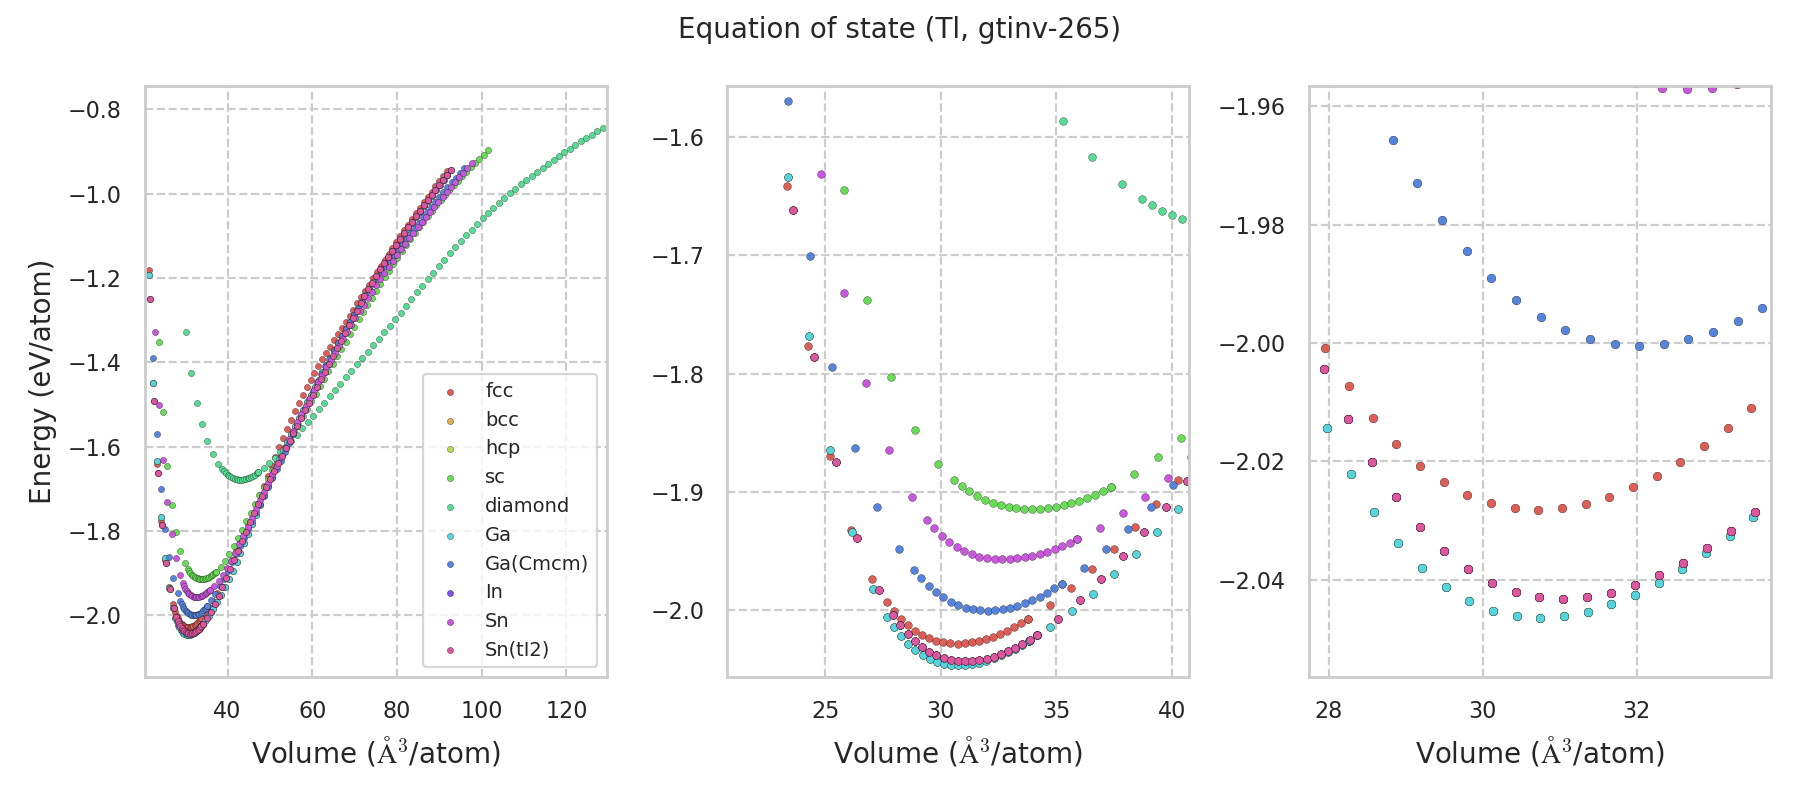 Equation of state (Tl, gtinv-265)
Energy (eV/atom)
−0.8
−1.0
−1.2
−1.4
−1.6
−1.8
−2.0
40 60 80 100 120
Volume (Å³/atom)
fcc
bcc
hcp
sc
diamond
Ga
Ga(Cmcm)
In
Sn
Sn(tI2)
−1.6
−1.7
−1.8
−1.9
−2.0
25 30 35 40
Volume (Å³/atom)
−1.96
−1.98
−2.00
−2.02
−2.04
28 30 32
Volume (Å³/atom)